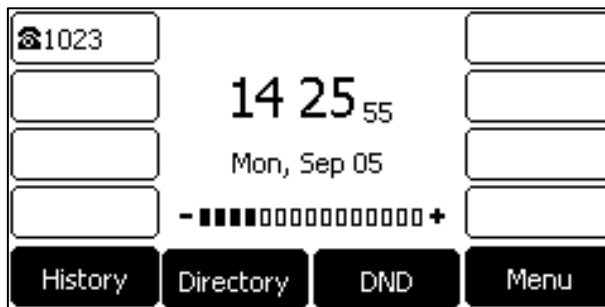 ☎1023
14 25 55
Mon, Sep 05
- +
History Directory DND Menu